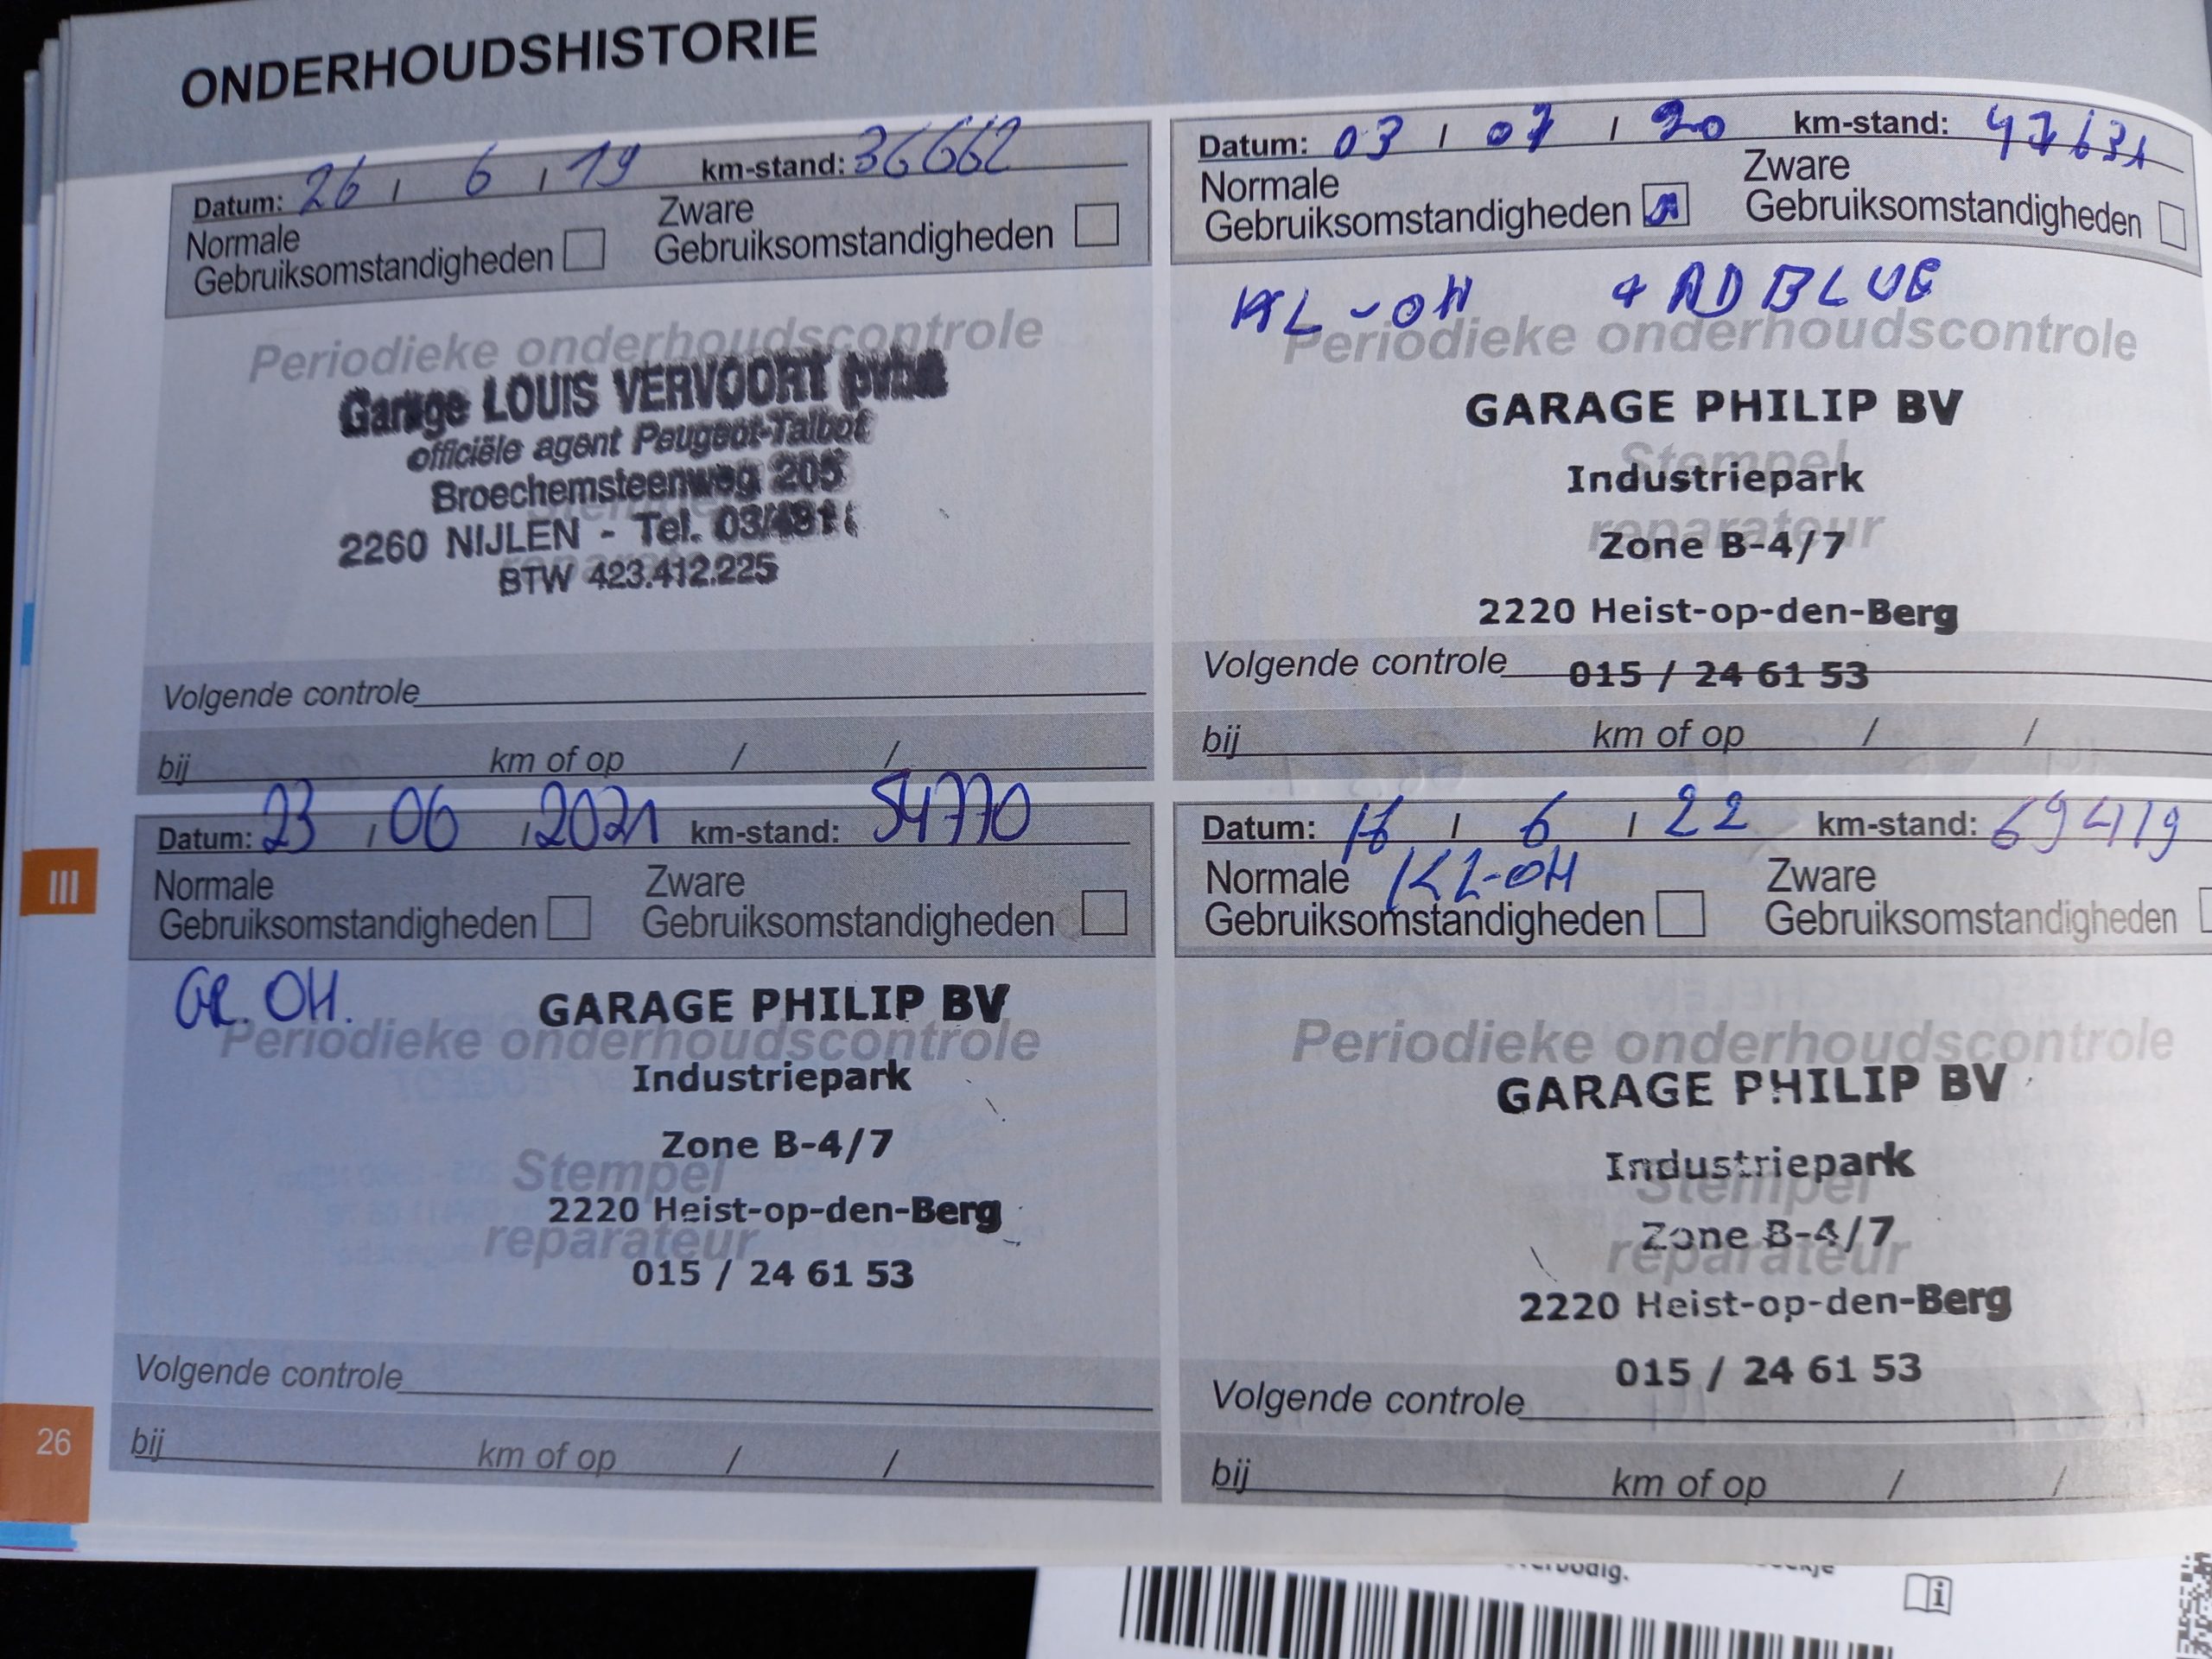 ONDERHOUDSHISTORIE
Datum: 26 / 6 / 19 km-stand: 36662
Normale
Gebruiksomstandigheden
Zware
Gebruiksomstandigheden
Periodieke onderhoudscontrole
Garage LOUIS VERVOORT pvba
officiële agent Peugeot-Talbot
Broechemsteenweg 205
2260 NIJLEN - Tel. 03/481
BTW 423.412.225
Volgende controle
bij km of op / /
Datum: 03 / 07 / 20 km-stand: 47631
Normale
Gebruiksomstandigheden
Zware
Gebruiksomstandigheden
KL-OH + AD BLUE
Periodieke onderhoudscontrole
GARAGE PHILIP BV
Stempel
Industriepark
reparateur
Zone B-4/7
2220 Heist-op-den-Berg
Volgende controle 015 / 24 61 53
bij km of op / /
Datum: 23 / 06 / 2021 km-stand: 54770
Normale
Gebruiksomstandigheden
Zware
Gebruiksomstandigheden
GR. OH.
GARAGE PHILIP BV
Periodieke onderhoudscontrole
Industriepark
Zone B-4/7
Stempel
2220 Heist-op-den-Berg
reparateur
015 / 24 61 53
Volgende controle
bij km of op / /
Datum: 16 / 6 / 22 km-stand: 69419
Normale KL-OH
Gebruiksomstandigheden
Zware
Gebruiksomstandigheden
Periodieke onderhoudscontrole
GARAGE PHILIP BV
Industriepark
Stempel
Zone B-4/7
reparateur
2220 Heist-op-den-Berg
015 / 24 61 53
Volgende controle
bij km of op / /
III
26